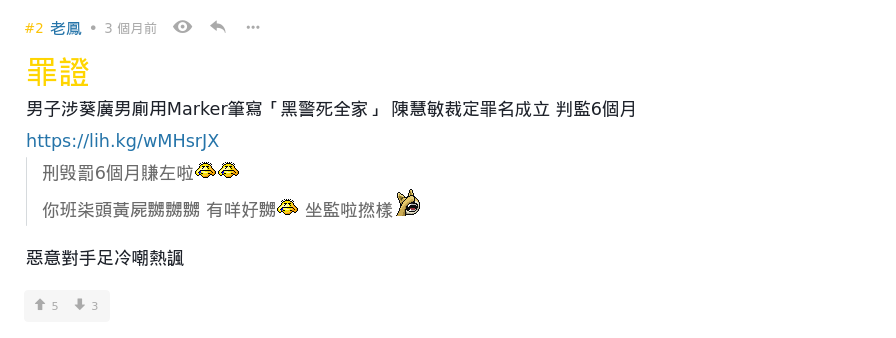 #2 老鳳 • 3 個月前
罪證
男子涉葵廣男廁用Marker筆寫「黑警死全家」 陳慧敏裁定罪名成立 判監6個月
https://lih.kg/wMHsrJX
刑毀罰6個月賺左啦
你班柒頭黃屍嬲嬲嬲 有咩好嬲 坐監啦撚樣
惡意對手足冷嘲熱諷
5 3